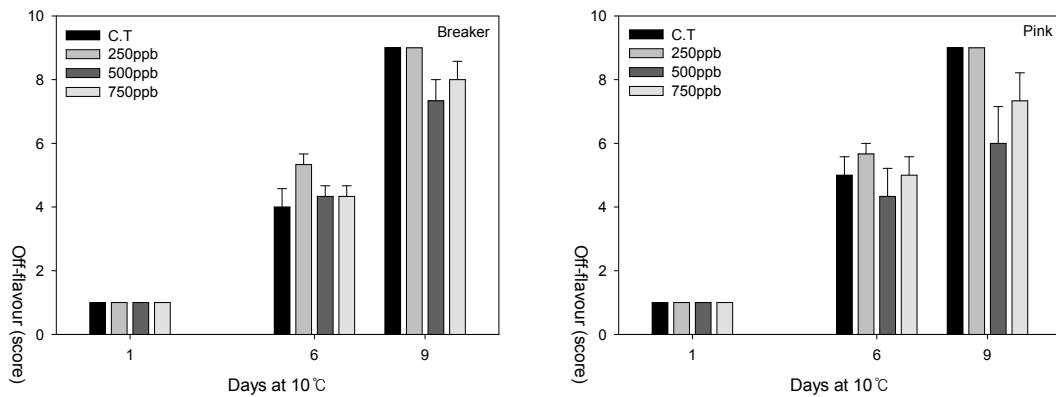 10
8
6
4
2
0
Off-flavour (score)
C.T
250ppb
500ppb
750ppb
Breaker
1
6
9
Days at 10℃
10
8
6
4
2
0
Off-flavour (score)
C.T
250ppb
500ppb
750ppb
Pink
1
6
9
Days at 10℃